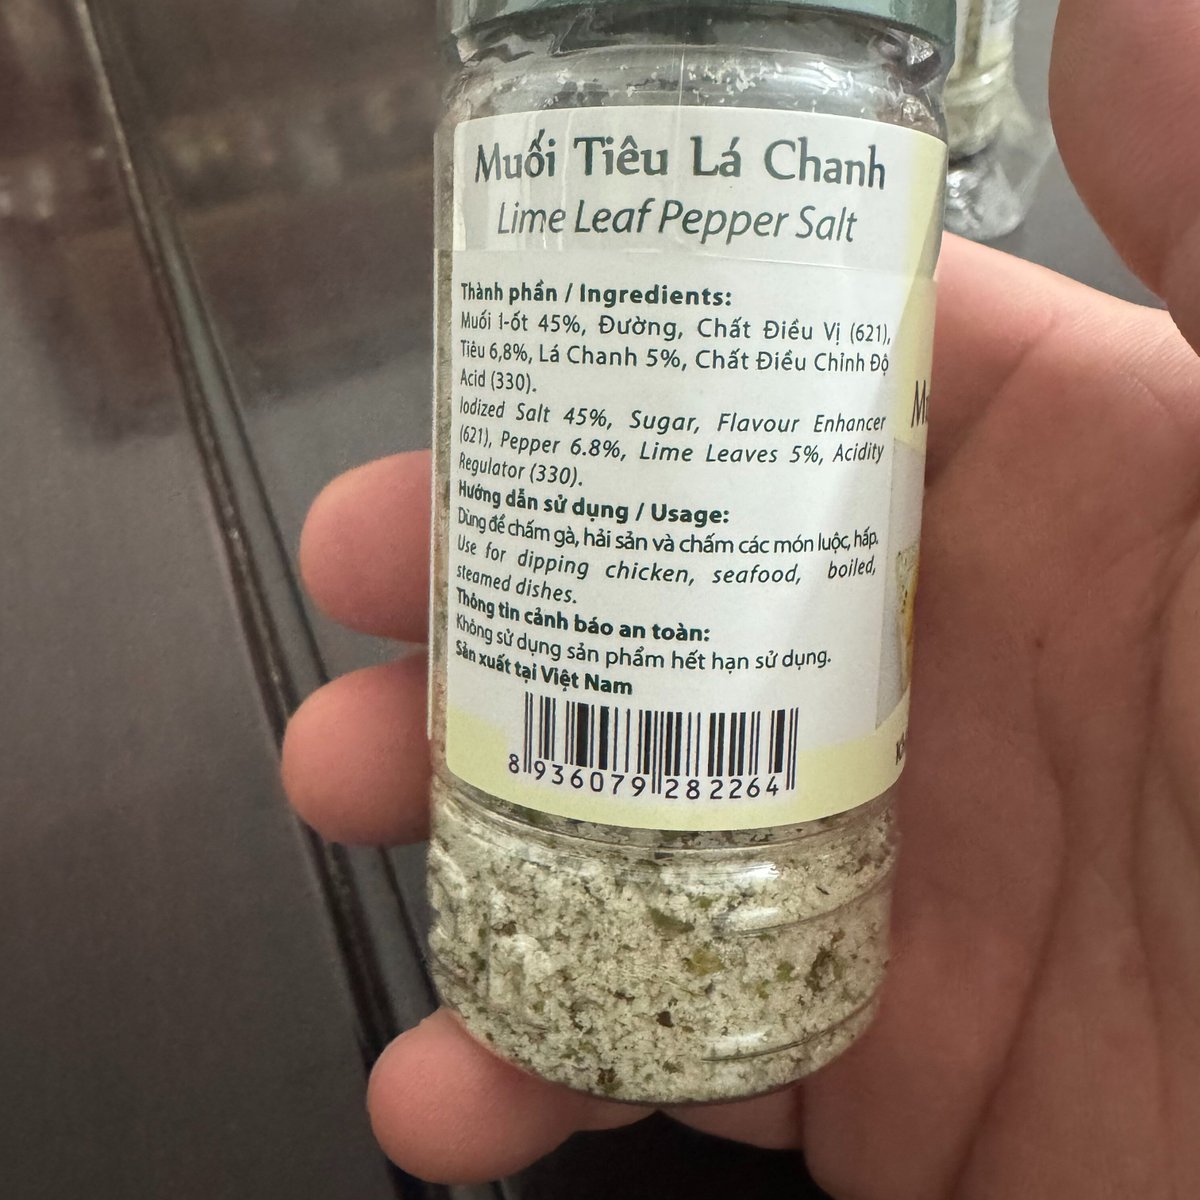 Muối Tiêu Lá Chanh
Lime Leaf Pepper Salt
Thành phần / Ingredients:
Muối I-ốt 45%, Đường, Chất Điều Vị (621),
Tiêu 6,8%, Lá Chanh 5%, Chất Điều Chỉnh Độ
Acid (330).
Iodized Salt 45%, Sugar, Flavour Enhancer
(621), Pepper 6.8%, Lime Leaves 5%, Acidity
Regulator (330).
Hướng dẫn sử dụng / Usage:
Dùng để chấm gà, hải sản và chấm các món luộc, hấp.
Use for dipping chicken, seafood, boiled,
steamed dishes.
Thông tin cảnh báo an toàn:
Không sử dụng sản phẩm hết hạn sử dụng.
Sản xuất tại Việt Nam
8 936079 282264